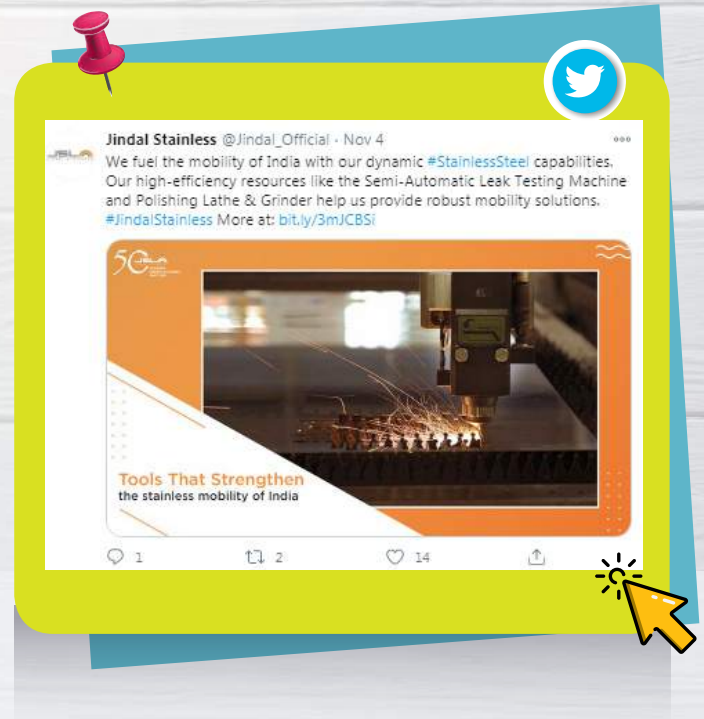 Jindal Stainless @Jindal_Official · Nov 4
We fuel the mobility of India with our dynamic #StainlessSteel capabilities.
Our high-efficiency resources like the Semi-Automatic Leak Testing Machine
and Polishing Lathe & Grinder help us provide robust mobility solutions.
#JindalStainless More at: bit.ly/3mJCBSi
50
Tools That Strengthen
the stainless mobility of India
1 2 14